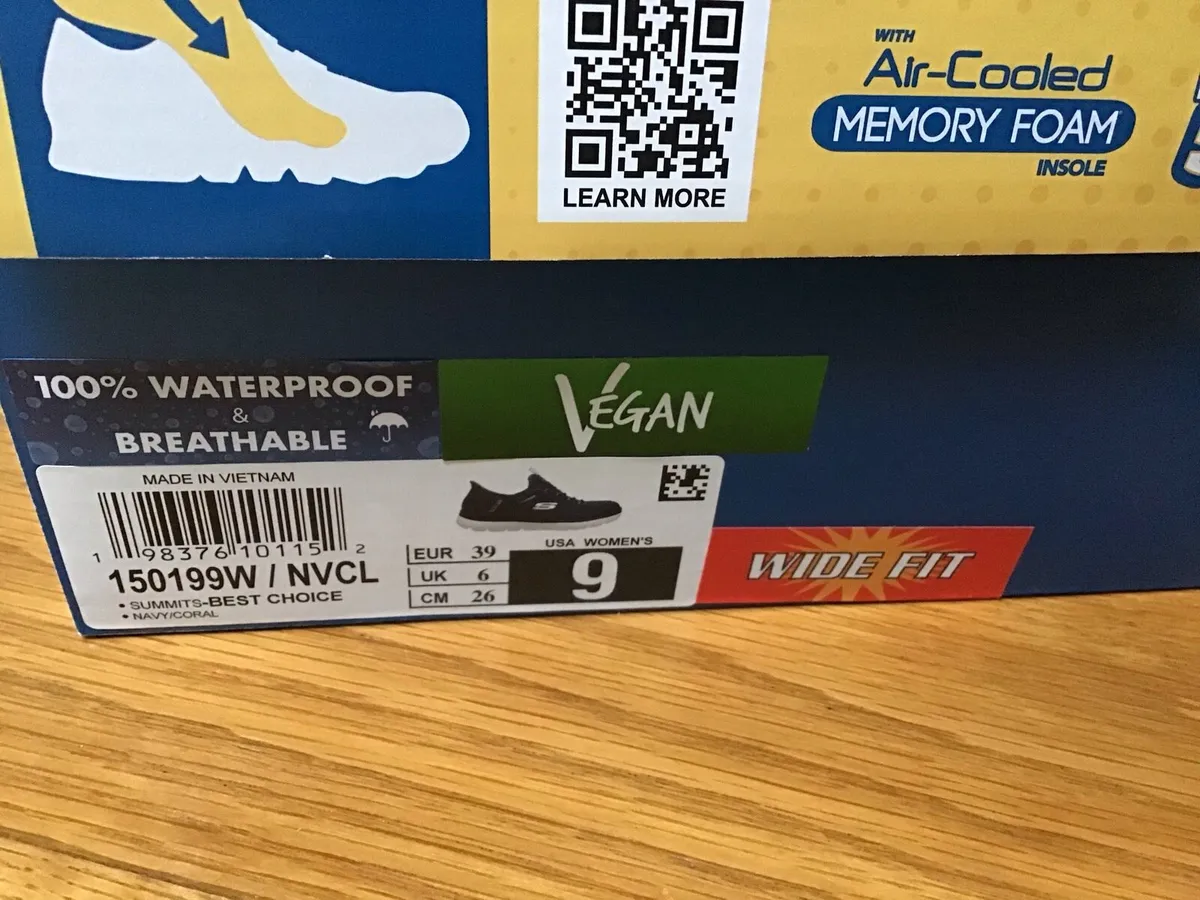 WITH
Air-Cooled
MEMORY FOAM
INSOLE
LEARN MORE
100% WATERPROOF
&
BREATHABLE
VEGAN
MADE IN VIETNAM
1 98376 10115 2
150199W / NVCL
• SUMMITS-BEST CHOICE
• NAVY/CORAL
EUR 39
UK 6
CM 26
USA WOMEN'S
9
S
WIDE FIT